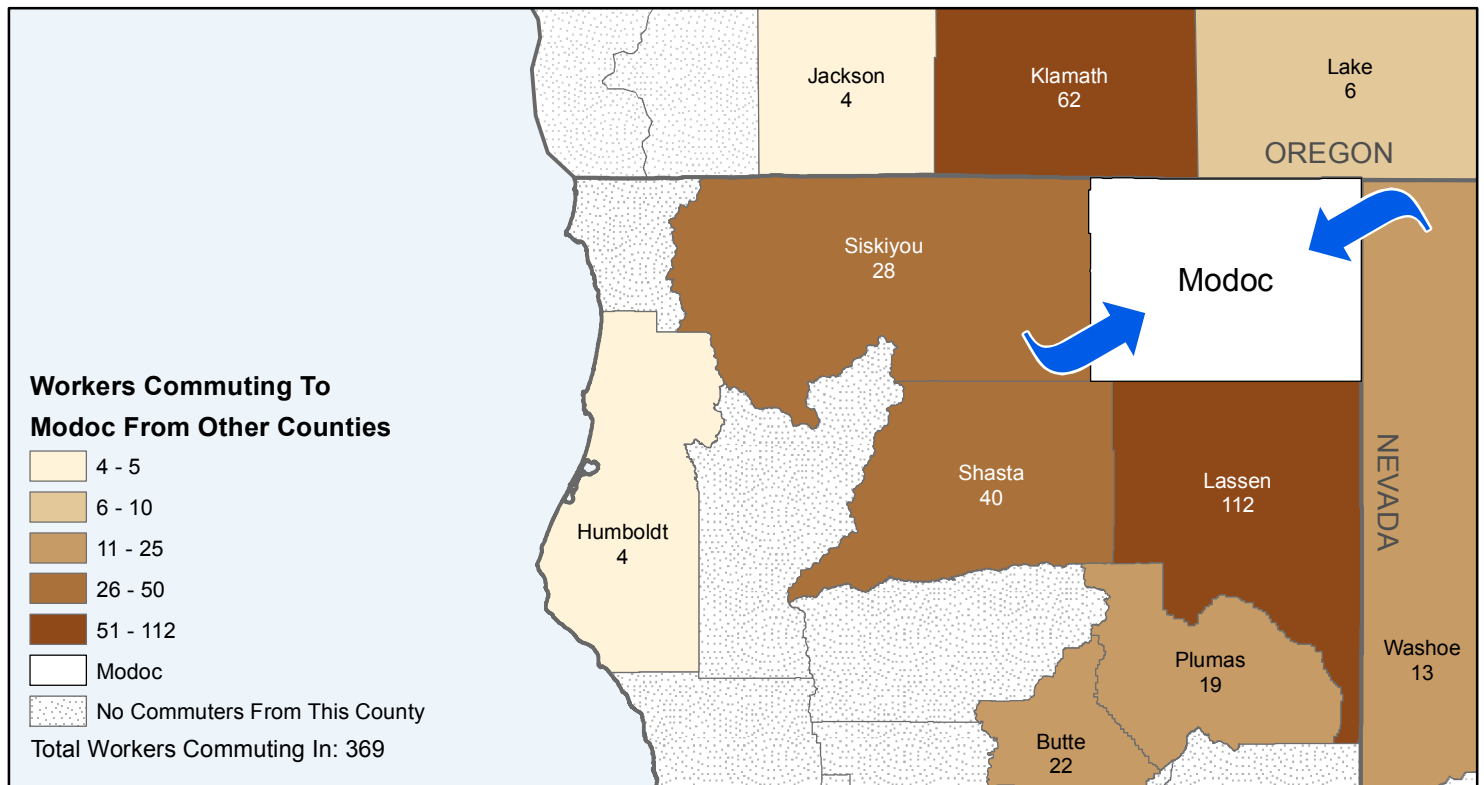 Jackson
4
Klamath
62
Lake
6
OREGON
Siskiyou
28
Modoc
NEVADA
Shasta
40
Lassen
112
Humboldt
4
Plumas
19
Washoe
13
Butte
22
Workers Commuting To
Modoc From Other Counties
4 - 5
6 - 10
11 - 25
26 - 50
51 - 112
Modoc
No Commuters From This County
Total Workers Commuting In: 369